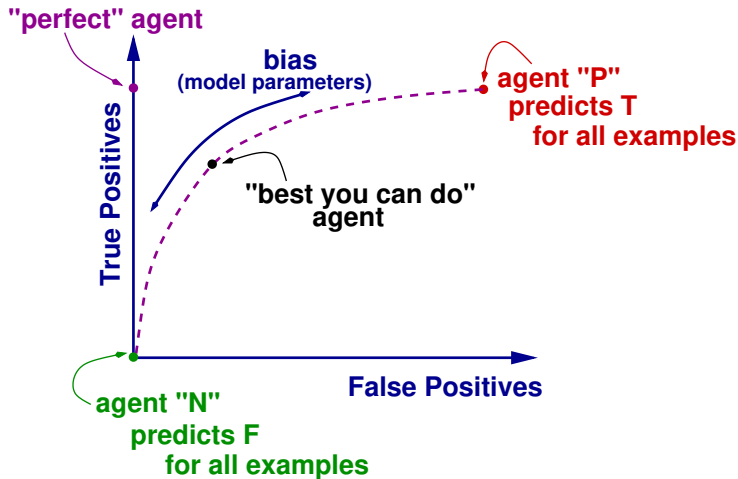 "perfect" agent
bias
(model parameters)
agent "P"
predicts T
for all examples
True Positives
"best you can do"
agent
False Positives
agent "N"
predicts F
for all examples